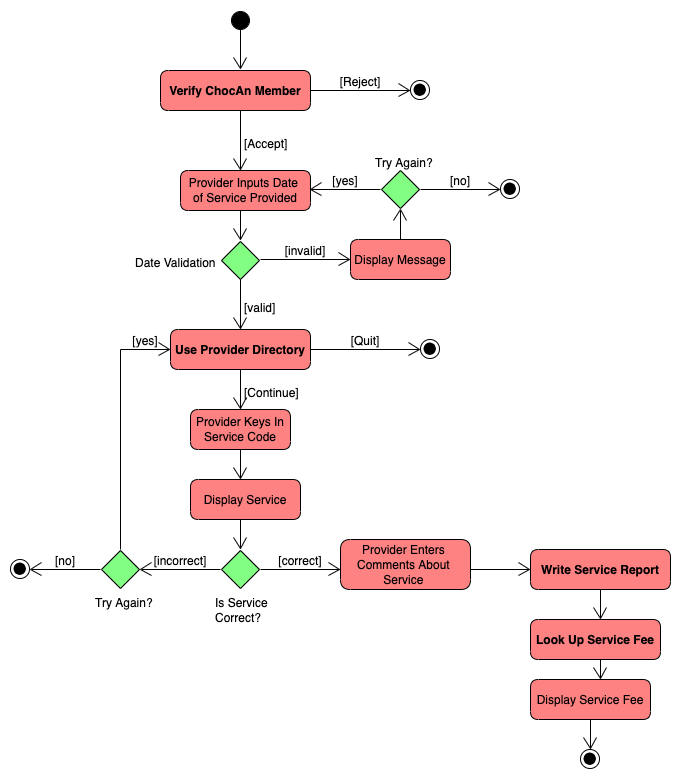 Verify ChocAn Member
[Reject]
[Accept]
Try Again?
Provider Inputs Date
of Service Provided
[yes]
[no]
Date Validation
[invalid]
Display Message
[valid]
[yes]
Use Provider Directory
[Quit]
[Continue]
Provider Keys In
Service Code
Display Service
[no]
[incorrect]
[correct]
Provider Enters
Comments About
Service
Write Service Report
Try Again?
Is Service
Correct?
Look Up Service Fee
Display Service Fee